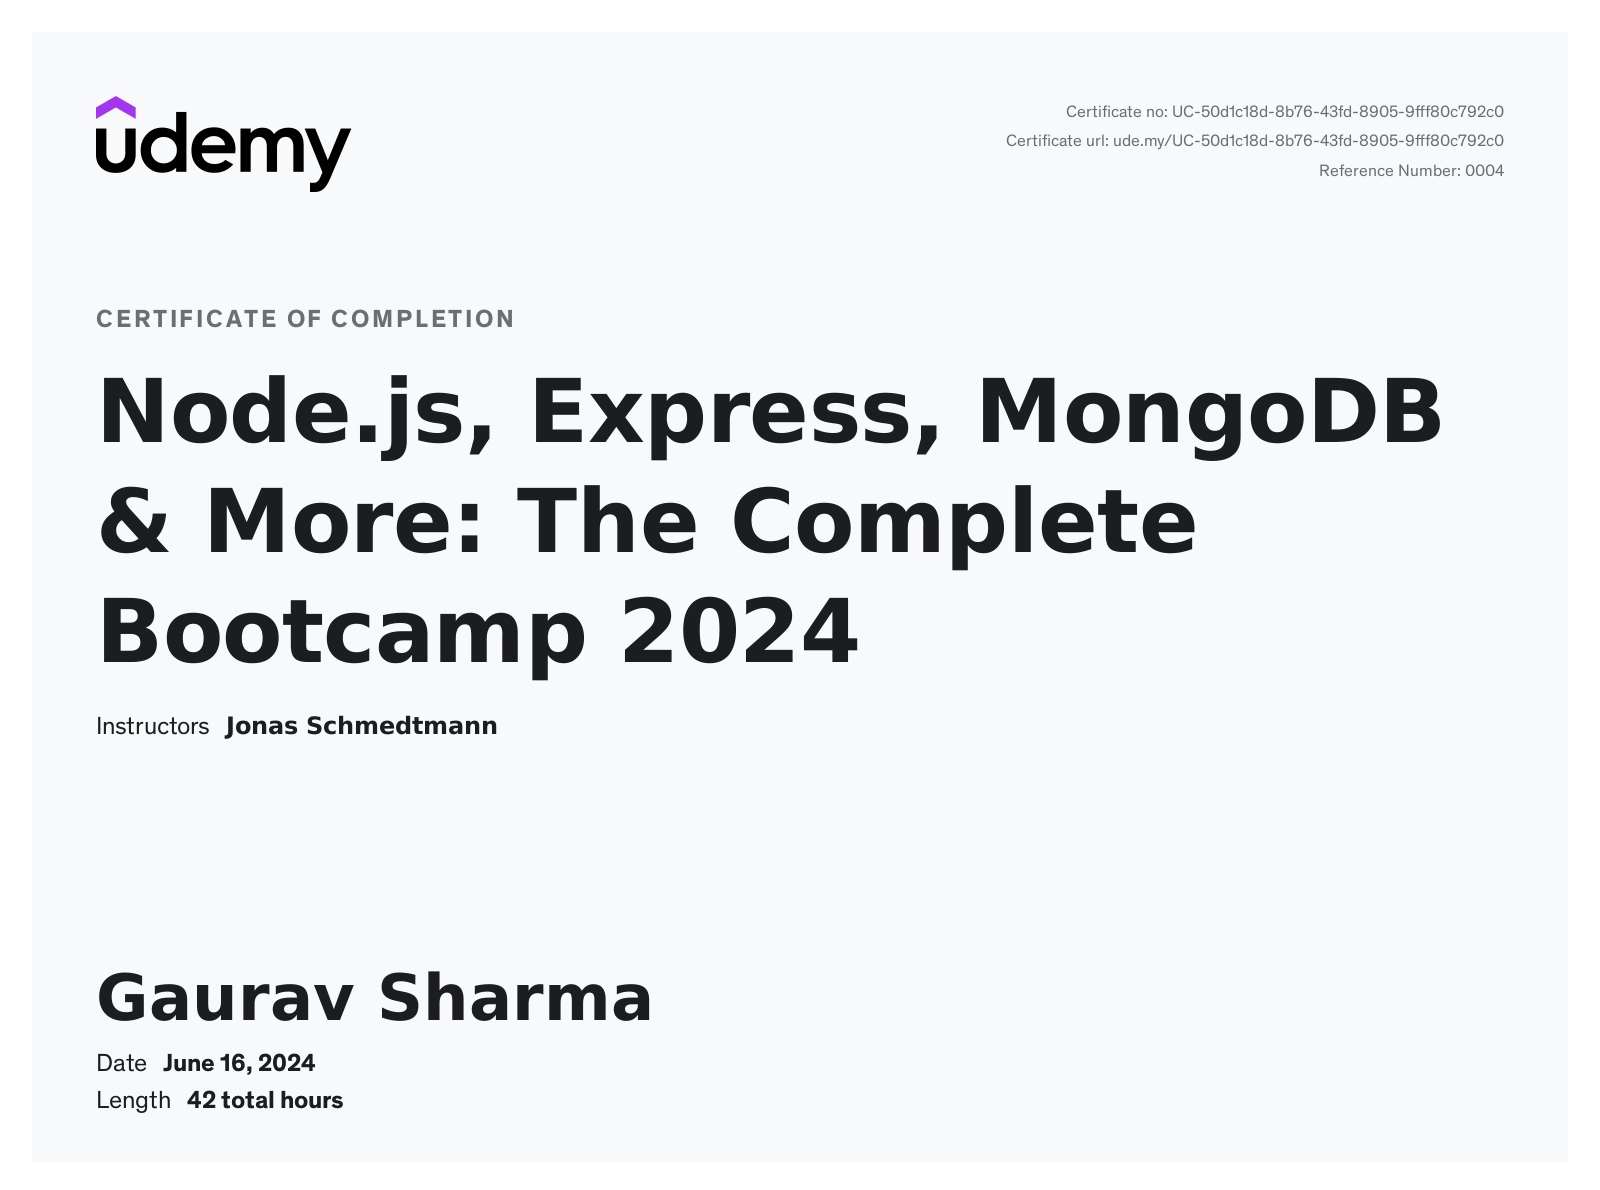 udemy
Certificate no: UC-50d1c18d-8b76-43fd-8905-9fff80c792c0
Certificate url: ude.my/UC-50d1c18d-8b76-43fd-8905-9fff80c792c0
Reference Number: 0004
CERTIFICATE OF COMPLETION
Node.js, Express, MongoDB
& More: The Complete
Bootcamp 2024
Instructors Jonas Schmedtmann
Gaurav Sharma
Date June 16, 2024
Length 42 total hours